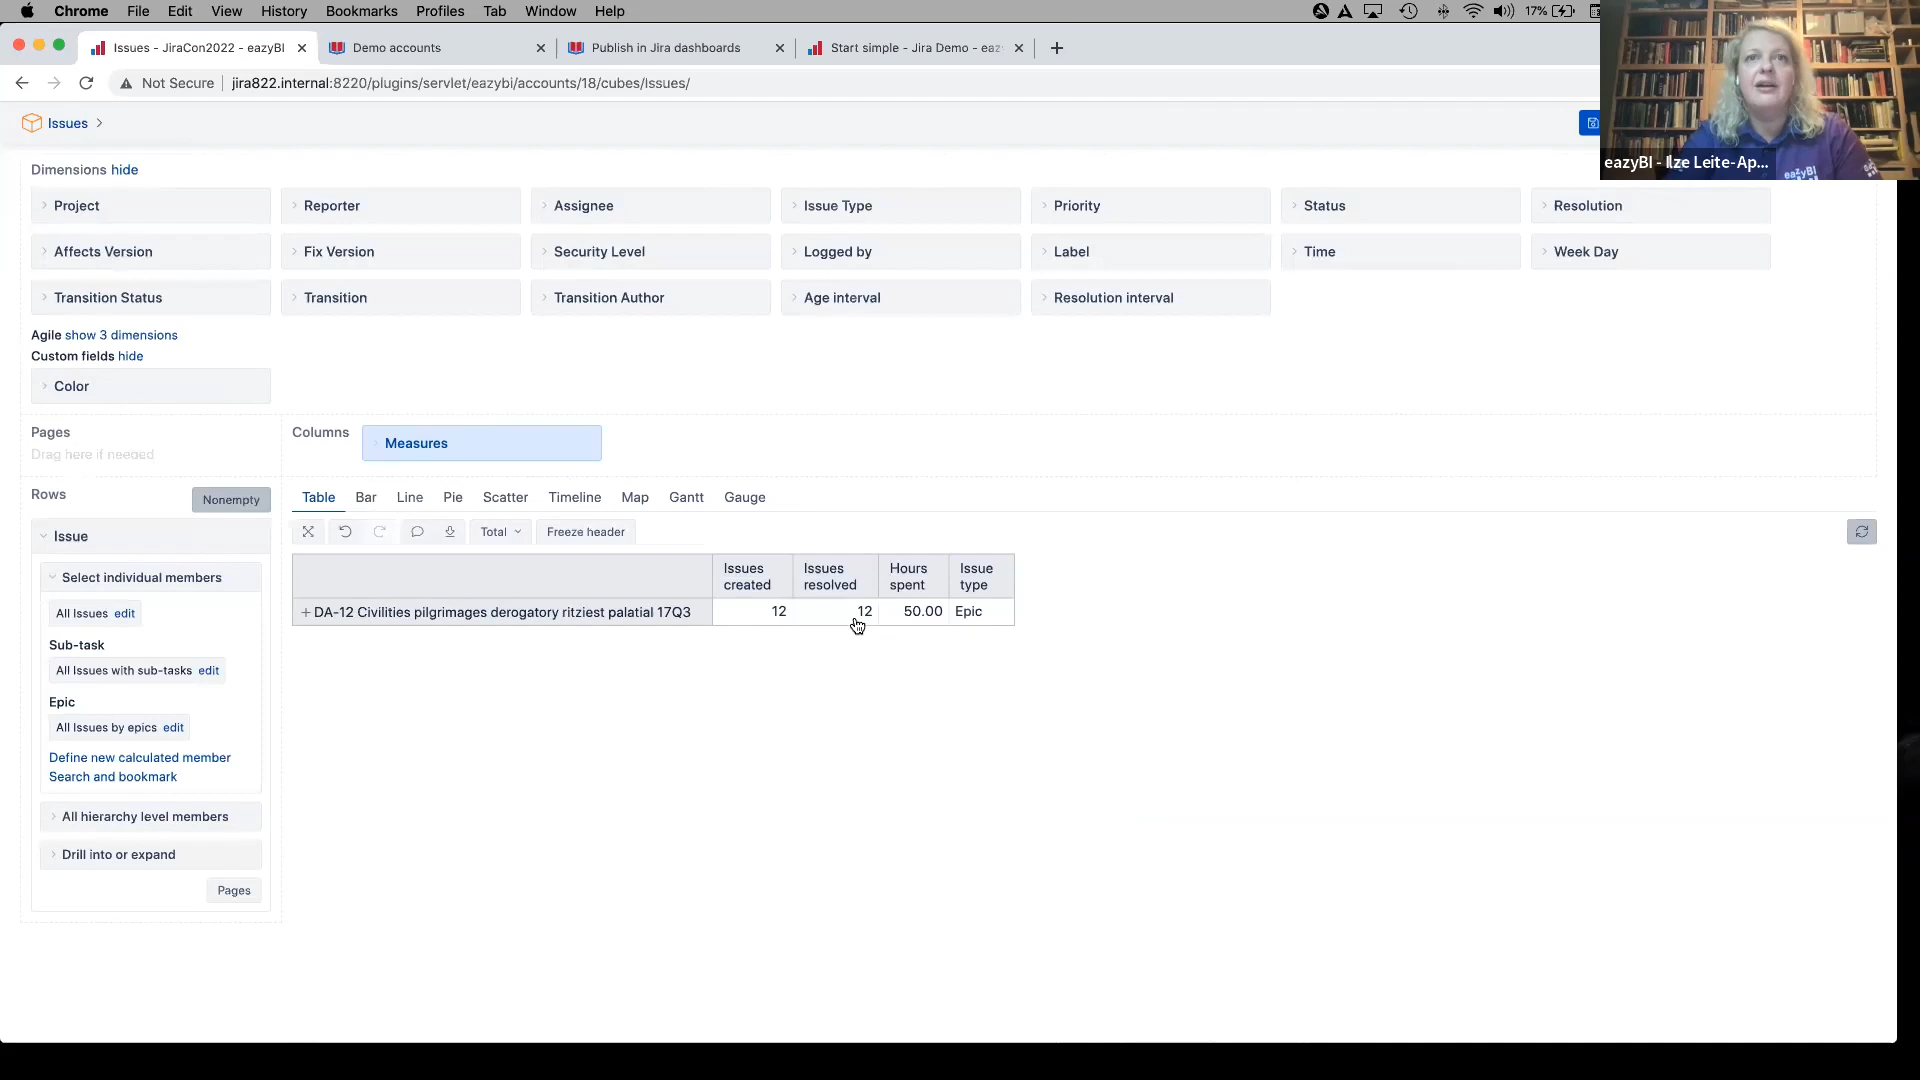 Chrome File Edit View History Bookmarks Profiles Tab Window Help 17%
Issues - JiraCon2022 - eazyBI
Demo accounts
Publish in Jira dashboards
Start simple - Jira Demo - eaz
Not Secure jira822.internal:8220/plugins/servlet/eazybi/accounts/18/cubes/Issues/
Issues
eazyBI
eazyBI - Ilze Leite-Ap...
Dimensions hide
Project Reporter Assignee Issue Type Priority Status Resolution
Affects Version Fix Version Security Level Logged by Label Time Week Day
Transition Status Transition Transition Author Age interval Resolution interval
Agile show 3 dimensions
Custom fields hide
Color
Pages
Drag here if needed
Columns
Measures
Rows
Nonempty
Issue
Select individual members
All Issues edit
Sub-task
All Issues with sub-tasks edit
Epic
All Issues by epics edit
Define new calculated member
Search and bookmark
All hierarchy level members
Drill into or expand
Pages
Table Bar Line Pie Scatter Timeline Map Gantt Gauge
Total Freeze header
Issues created Issues resolved Hours spent Issue type
+ DA-12 Civilities pilgrimages derogatory ritziest palatial 17Q3 12 12 50.00 Epic